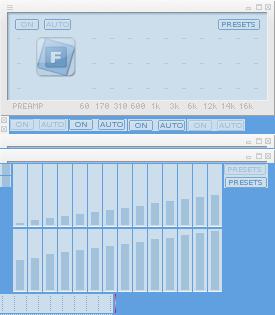 ON AUTO PRESETS
F
PREAMP 60 170 310 600 1k 3k 6k 12k 14k 16k
ON AUTO ON AUTO ON AUTO ON AUTO
PRESETS
PRESETS